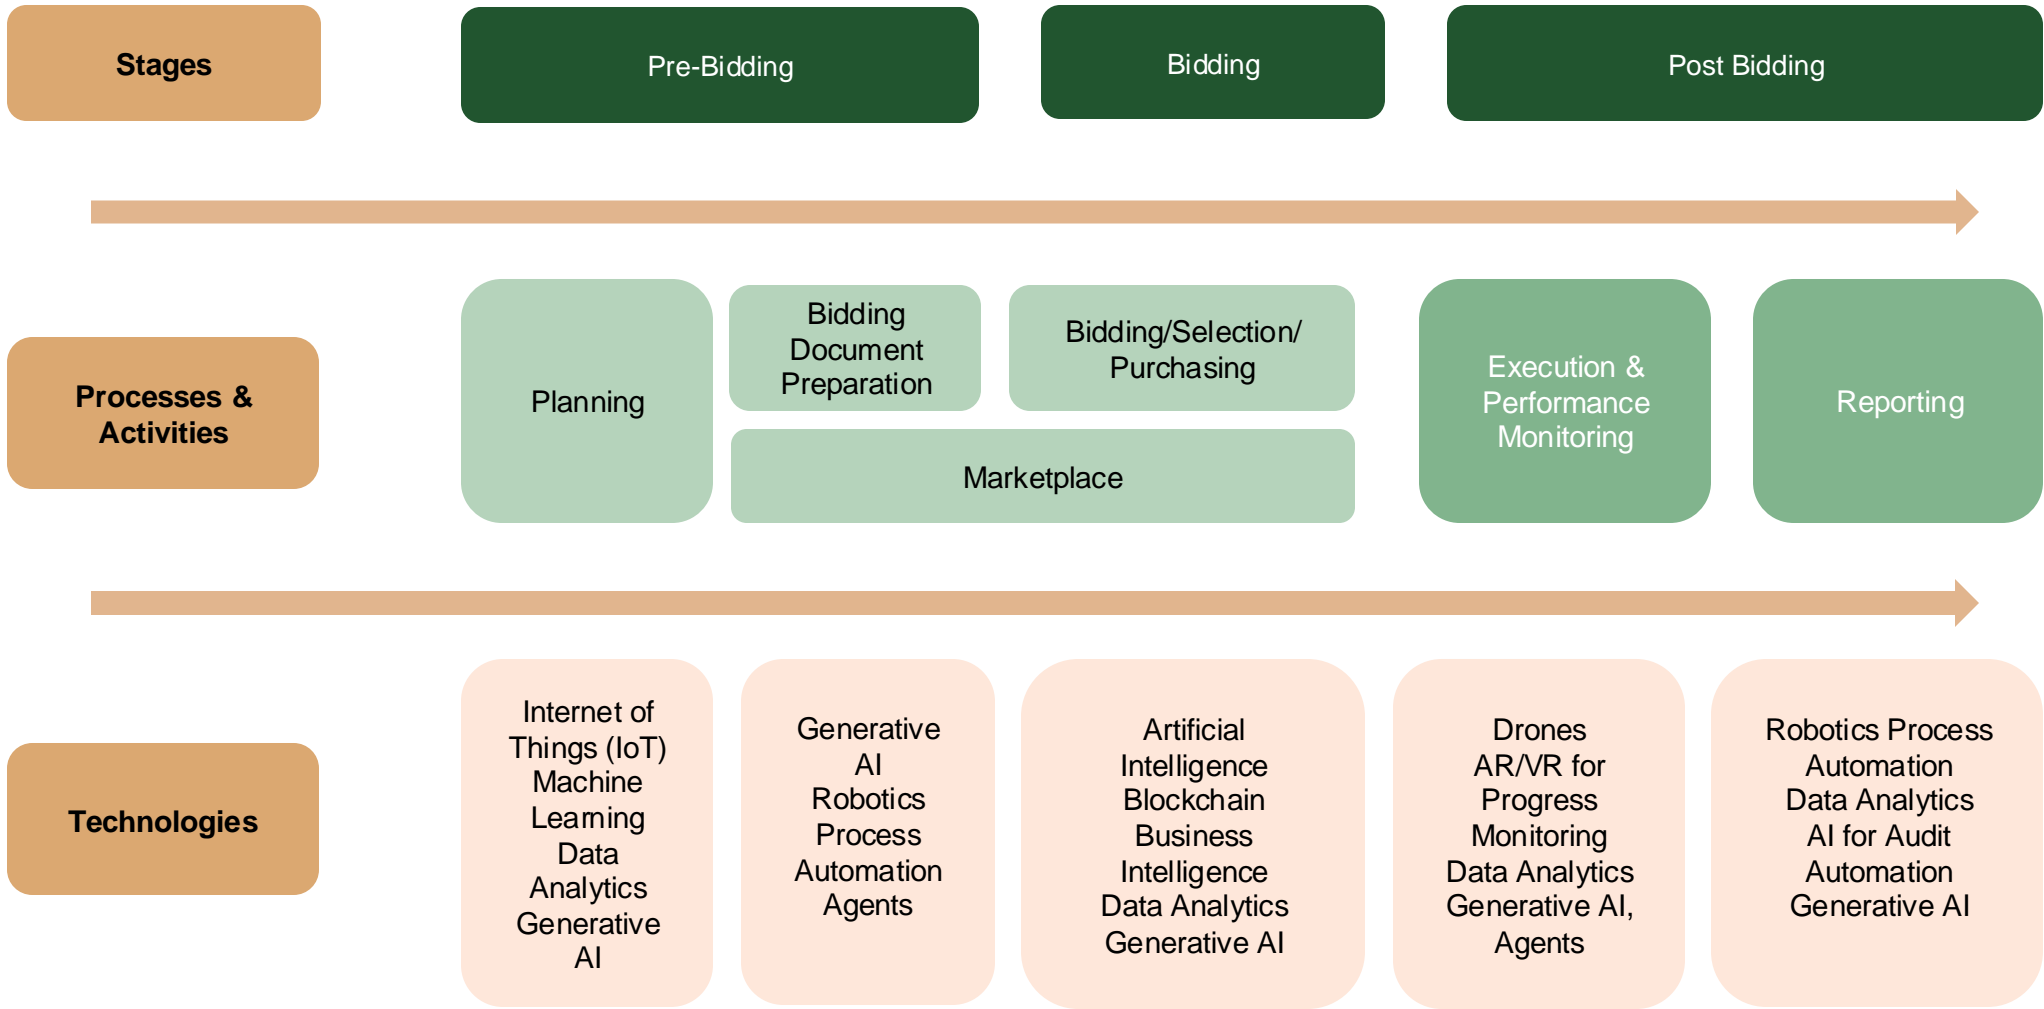 Stages
Pre-Bidding
Bidding
Post Bidding
Processes &
Activities
Planning
Bidding
Document
Preparation
Bidding/Selection/
Purchasing
Marketplace
Execution &
Performance
Monitoring
Reporting
Technologies
Internet of
Things (IoT)
Machine
Learning
Data
Analytics
Generative
AI
Generative
AI
Robotics
Process
Automation
Agents
Artificial
Intelligence
Blockchain
Business
Intelligence
Data Analytics
Generative AI
Drones
AR/VR for
Progress
Monitoring
Data Analytics
Generative AI,
Agents
Robotics Process
Automation
Data Analytics
AI for Audit
Automation
Generative AI